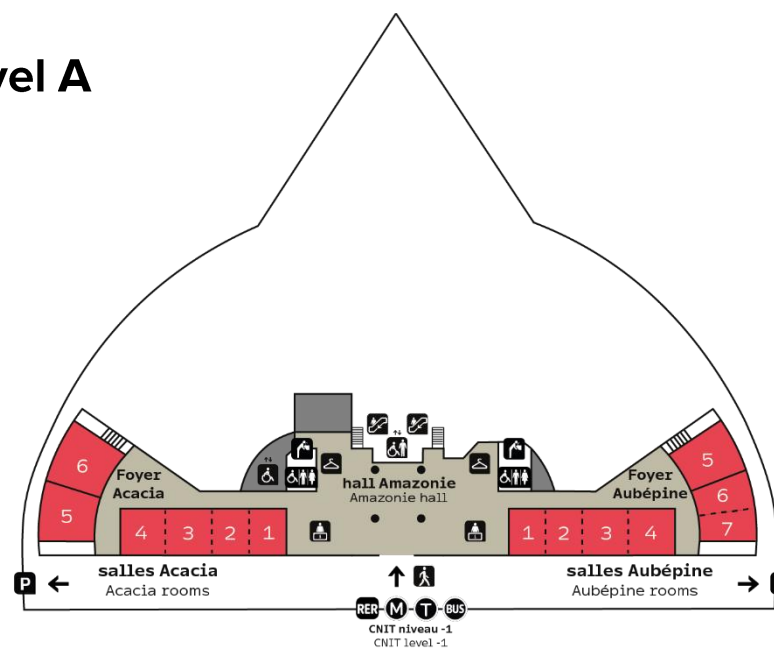 vel A
6
5
Foyer
Acacia
4
3
2
1
hall Amazonie
Amazonie hall
Foyer
Aubépine
5
6
7
1
2
3
4
salles Acacia
Acacia rooms
salles Aubépine
Aubépine rooms
P
RER M T BUS
CNIT niveau -1
CNIT level -1